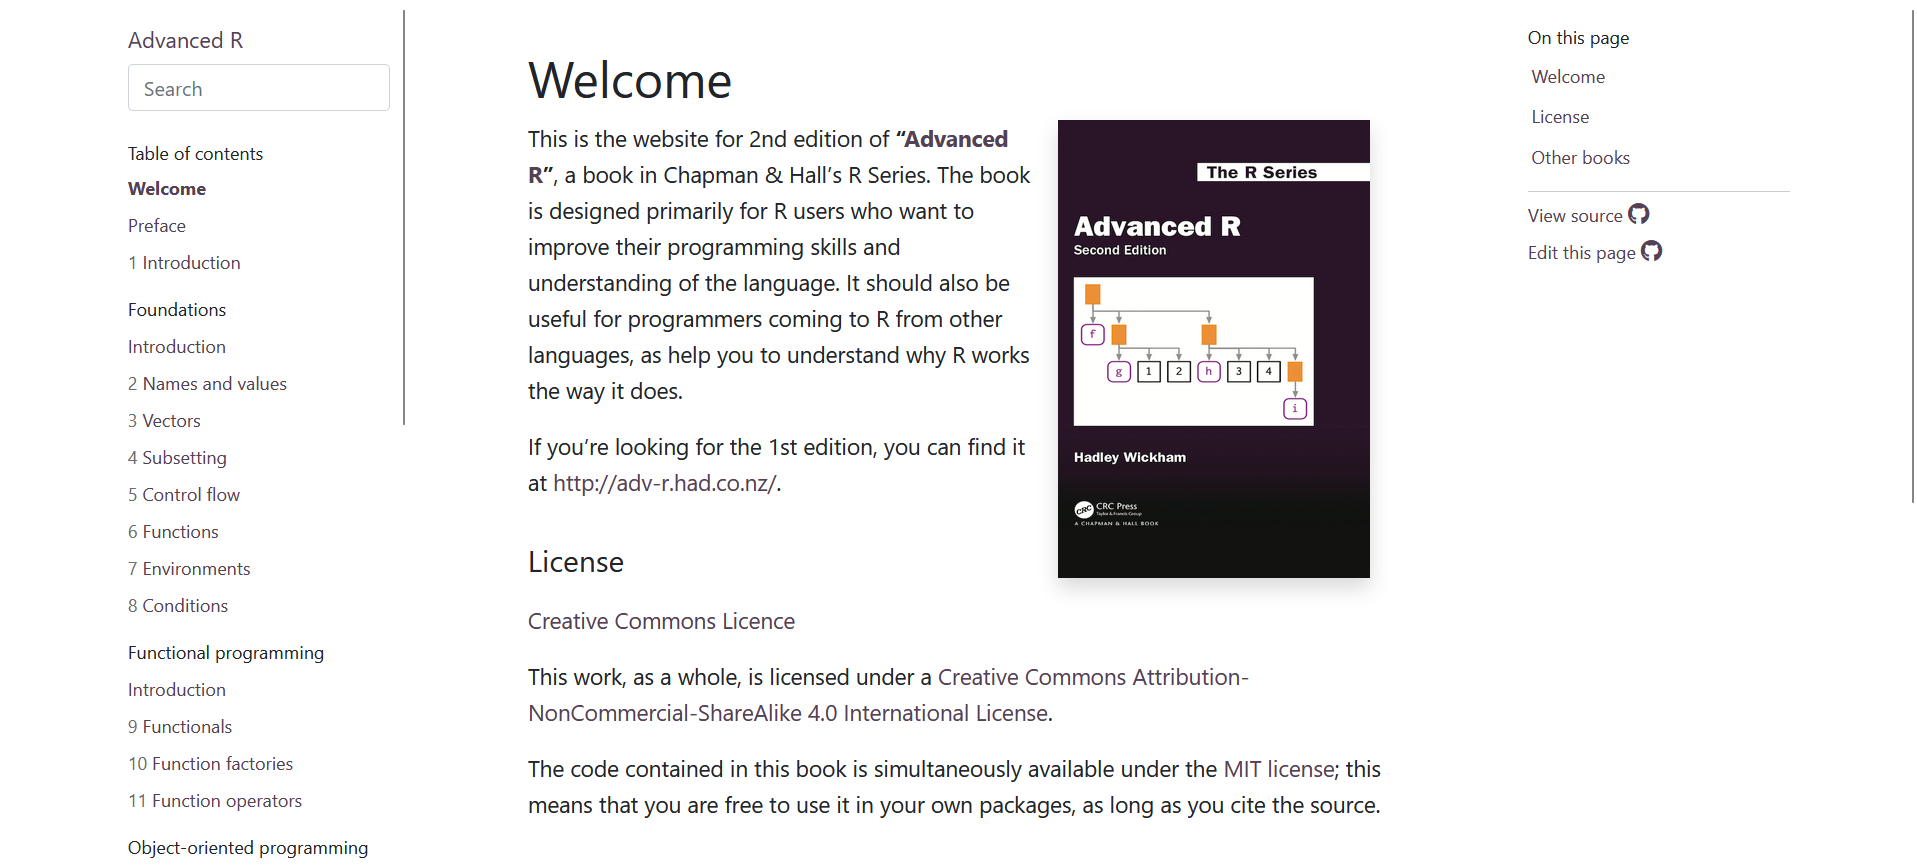 Advanced R
Search
Table of contents
Welcome
Preface
1 Introduction
Foundations
Introduction
2 Names and values
3 Vectors
4 Subsetting
5 Control flow
6 Functions
7 Environments
8 Conditions
Functional programming
Introduction
9 Functionals
10 Function factories
11 Function operators
Object-oriented programming
Welcome
This is the website for 2nd edition of “Advanced
R”, a book in Chapman & Hall’s R Series. The book
is designed primarily for R users who want to
improve their programming skills and
understanding of the language. It should also be
useful for programmers coming to R from other
languages, as help you to understand why R works
the way it does.
If you’re looking for the 1st edition, you can find it
at http://adv-r.had.co.nz/.
The R Series
Advanced R
Second Edition
f
g 1 2 h 3 4
i
Hadley Wickham
CRC CRC Press
Taylor & Francis Group
A CHAPMAN & HALL BOOK
License
Creative Commons Licence
This work, as a whole, is licensed under a Creative Commons Attribution-
NonCommercial-ShareAlike 4.0 International License.
The code contained in this book is simultaneously available under the MIT license; this
means that you are free to use it in your own packages, as long as you cite the source.
On this page
Welcome
License
Other books
View source
Edit this page